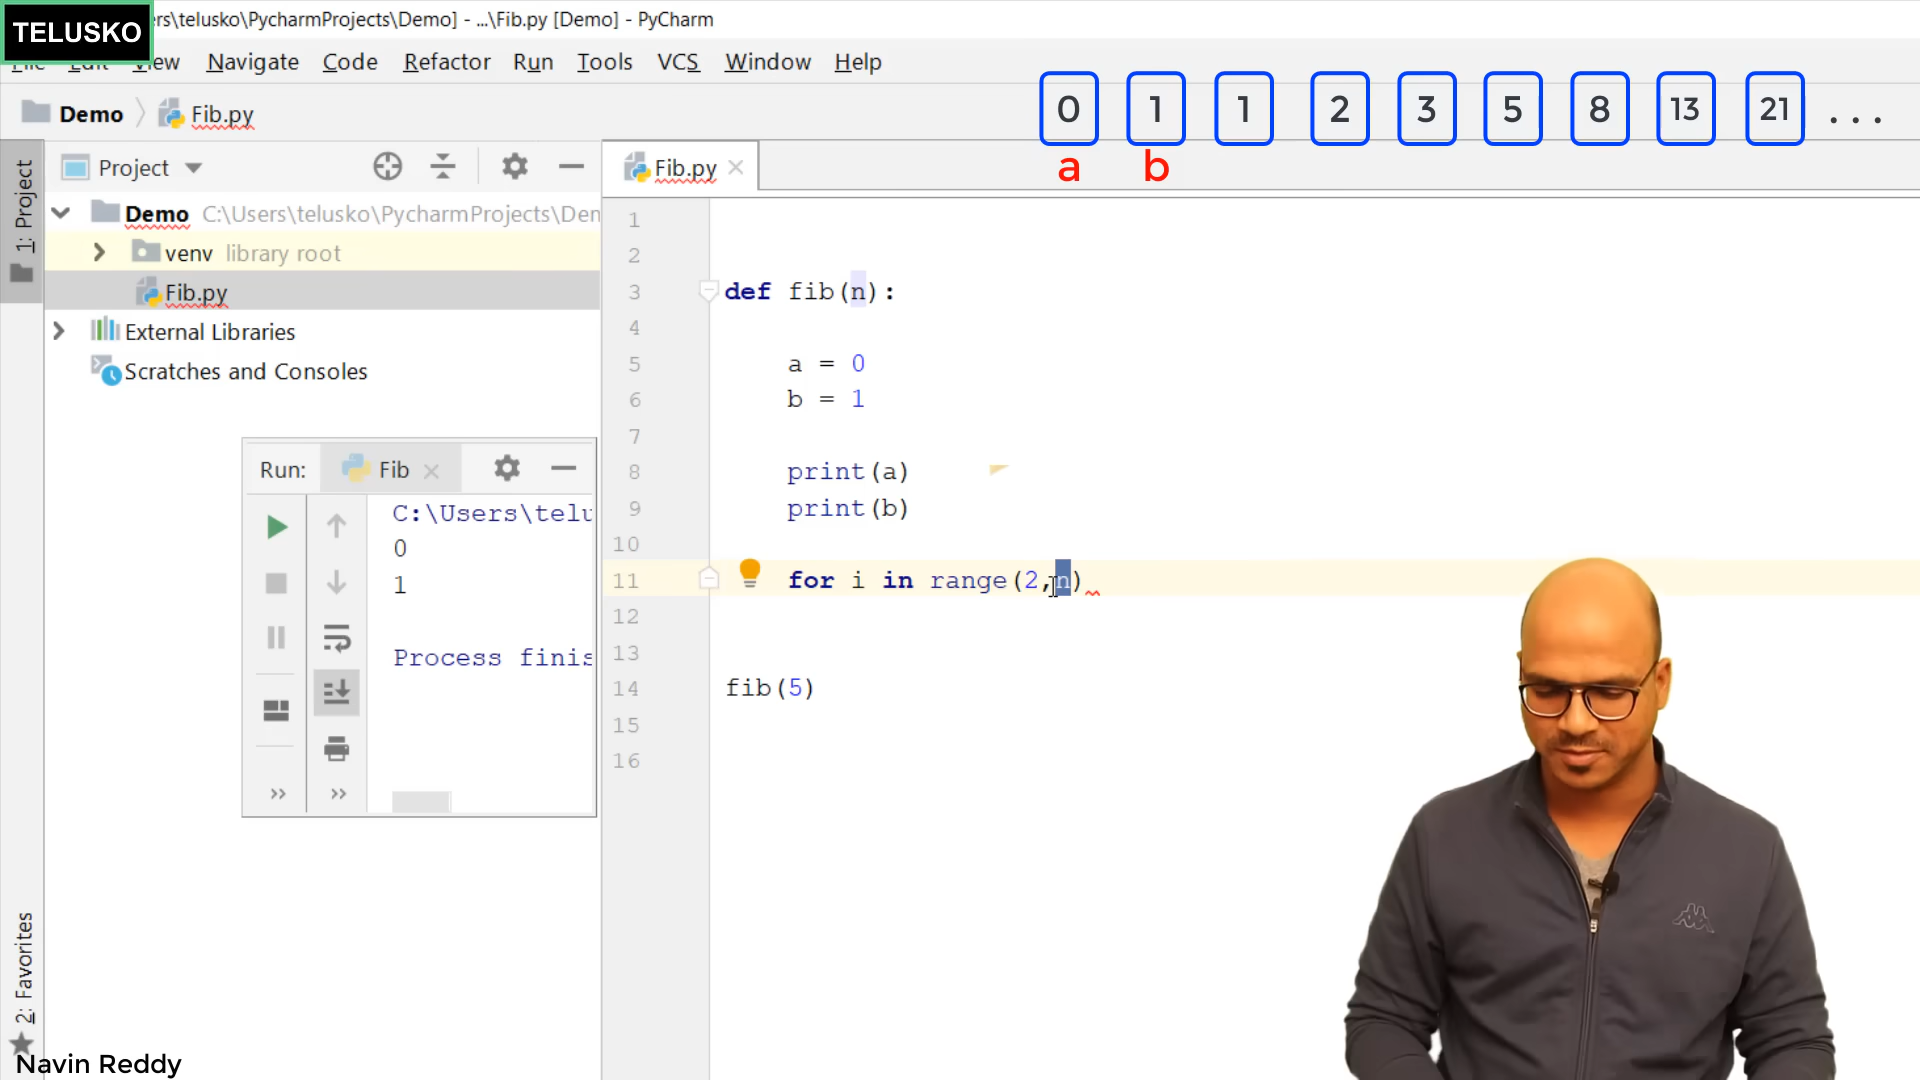 TELUSKO
rs\telusko\PycharmProjects\Demo] - ...\Fib.py [Demo] - PyCharm
File Edit View Navigate Code Refactor Run Tools VCS Window Help
Demo Fib.py
0 1 1 2 3 5 8 13 21 ...
a b
1: Project
Project
Fib.py
Demo C:\Users\telusko\PycharmProjects\Den
venv library root
Fib.py
External Libraries
Scratches and Consoles
Run: Fib
C:\Users\telu
0
1
Process finis
1
2
3 def fib(n):
4
5 a = 0
6 b = 1
7
8 print(a)
9 print(b)
10
11 for i in range(2,n)
12
13
14 fib(5)
15
16
2: Favorites
Navin Reddy